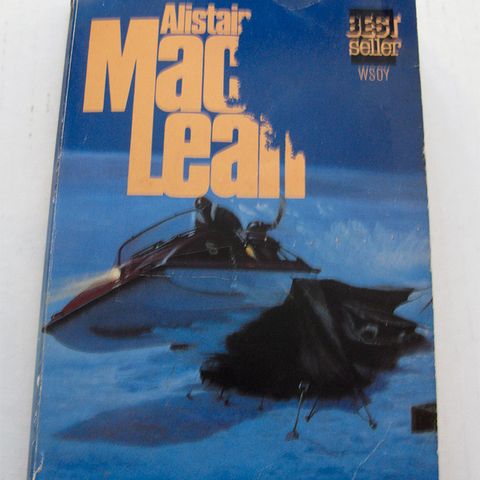 Alistair
Mac
Lean
BEST
seller
WSOY